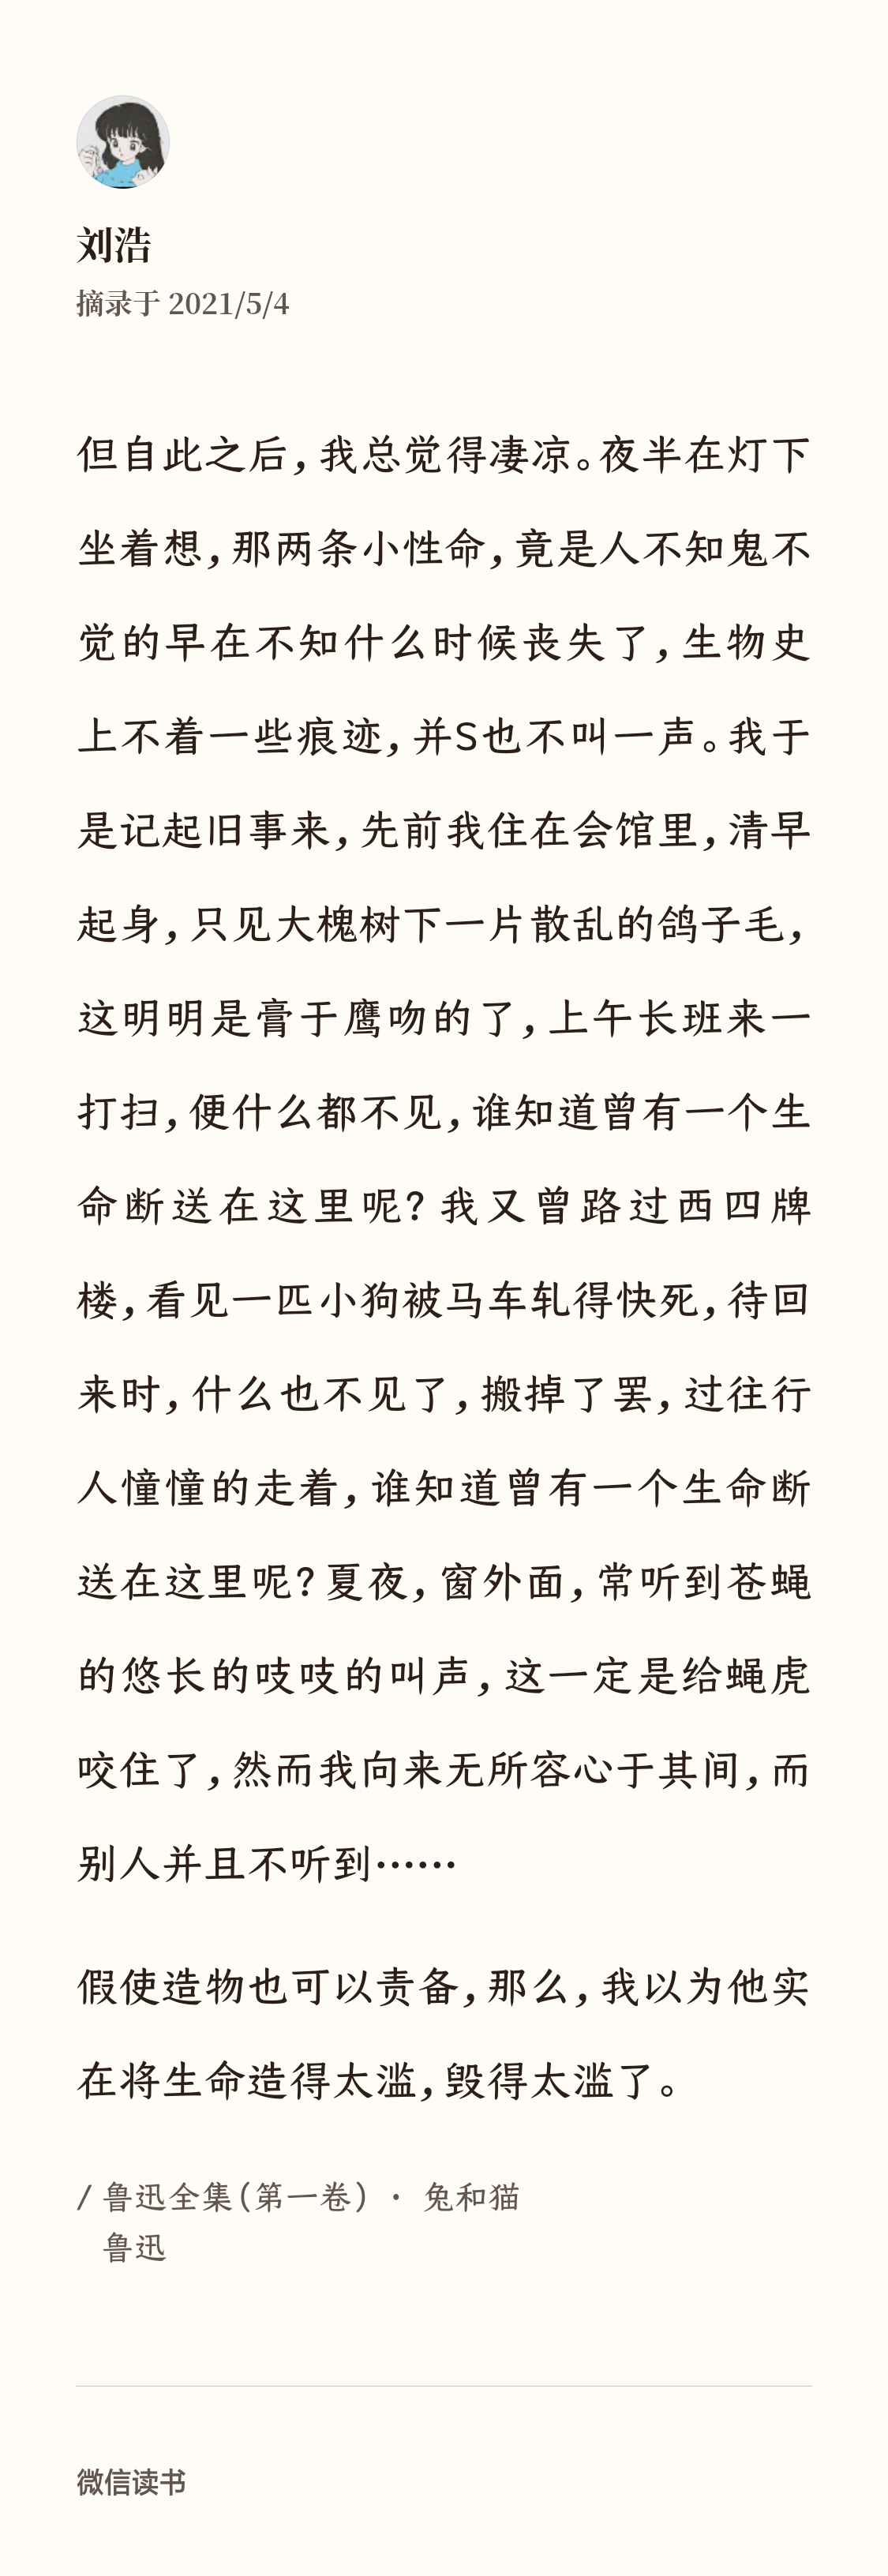 刘浩
摘录于 2021/5/4
但自此之后，我总觉得凄凉。夜半在灯下
坐着想，那两条小性命，竟是人不知鬼不
觉的早在不知什么时候丧失了，生物史
上不着一些痕迹，并S也不叫一声。我于
是记起旧事来，先前我住在会馆里，清早
起身，只见大槐树下一片散乱的鸽子毛，
这明明是膏于鹰吻的了，上午长班来一
打扫，便什么都不见，谁知道曾有一个生
命断送在这里呢？我又曾路过西四牌
楼，看见一匹小狗被马车轧得快死，待回
来时，什么也不见了，搬掉了罢，过往行
人憧憧的走着，谁知道曾有一个生命断
送在这里呢？夏夜，窗外面，常听到苍蝇
的悠长的吱吱的叫声，这一定是给蝇虎
咬住了，然而我向来无所容心于其间，而
别人并且不听到……
假使造物也可以责备，那么，我以为他实
在将生命造得太滥，毁得太滥了。
/ 鲁迅全集（第一卷） · 兔和猫
鲁迅
微信读书